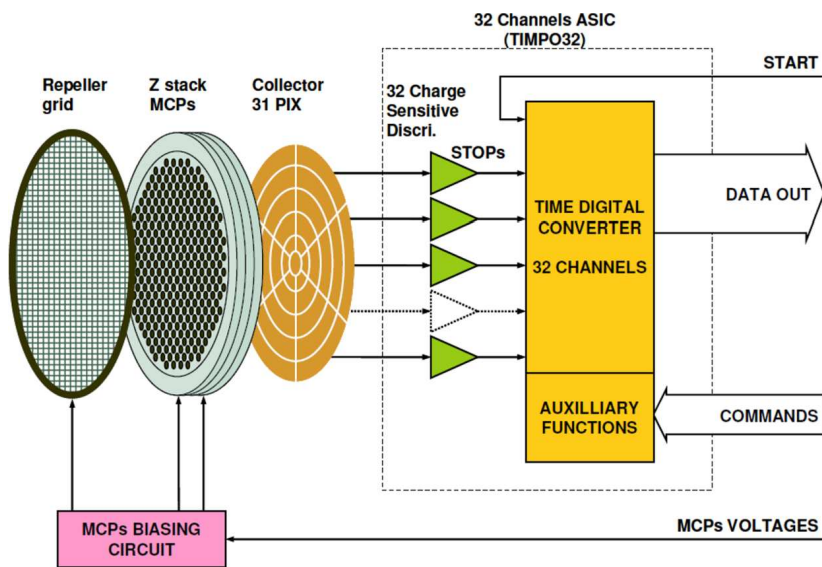 32 Channels ASIC
(TIMPO32)
START
Repeller
grid
Z stack
MCPs
Collector
31 PIX
32 Charge
Sensitive
Discri.
STOPs
DATA OUT
TIME DIGITAL
CONVERTER
32 CHANNELS
AUXILLIARY
FUNCTIONS
COMMANDS
MCPs BIASING
CIRCUIT
MCPs VOLTAGES